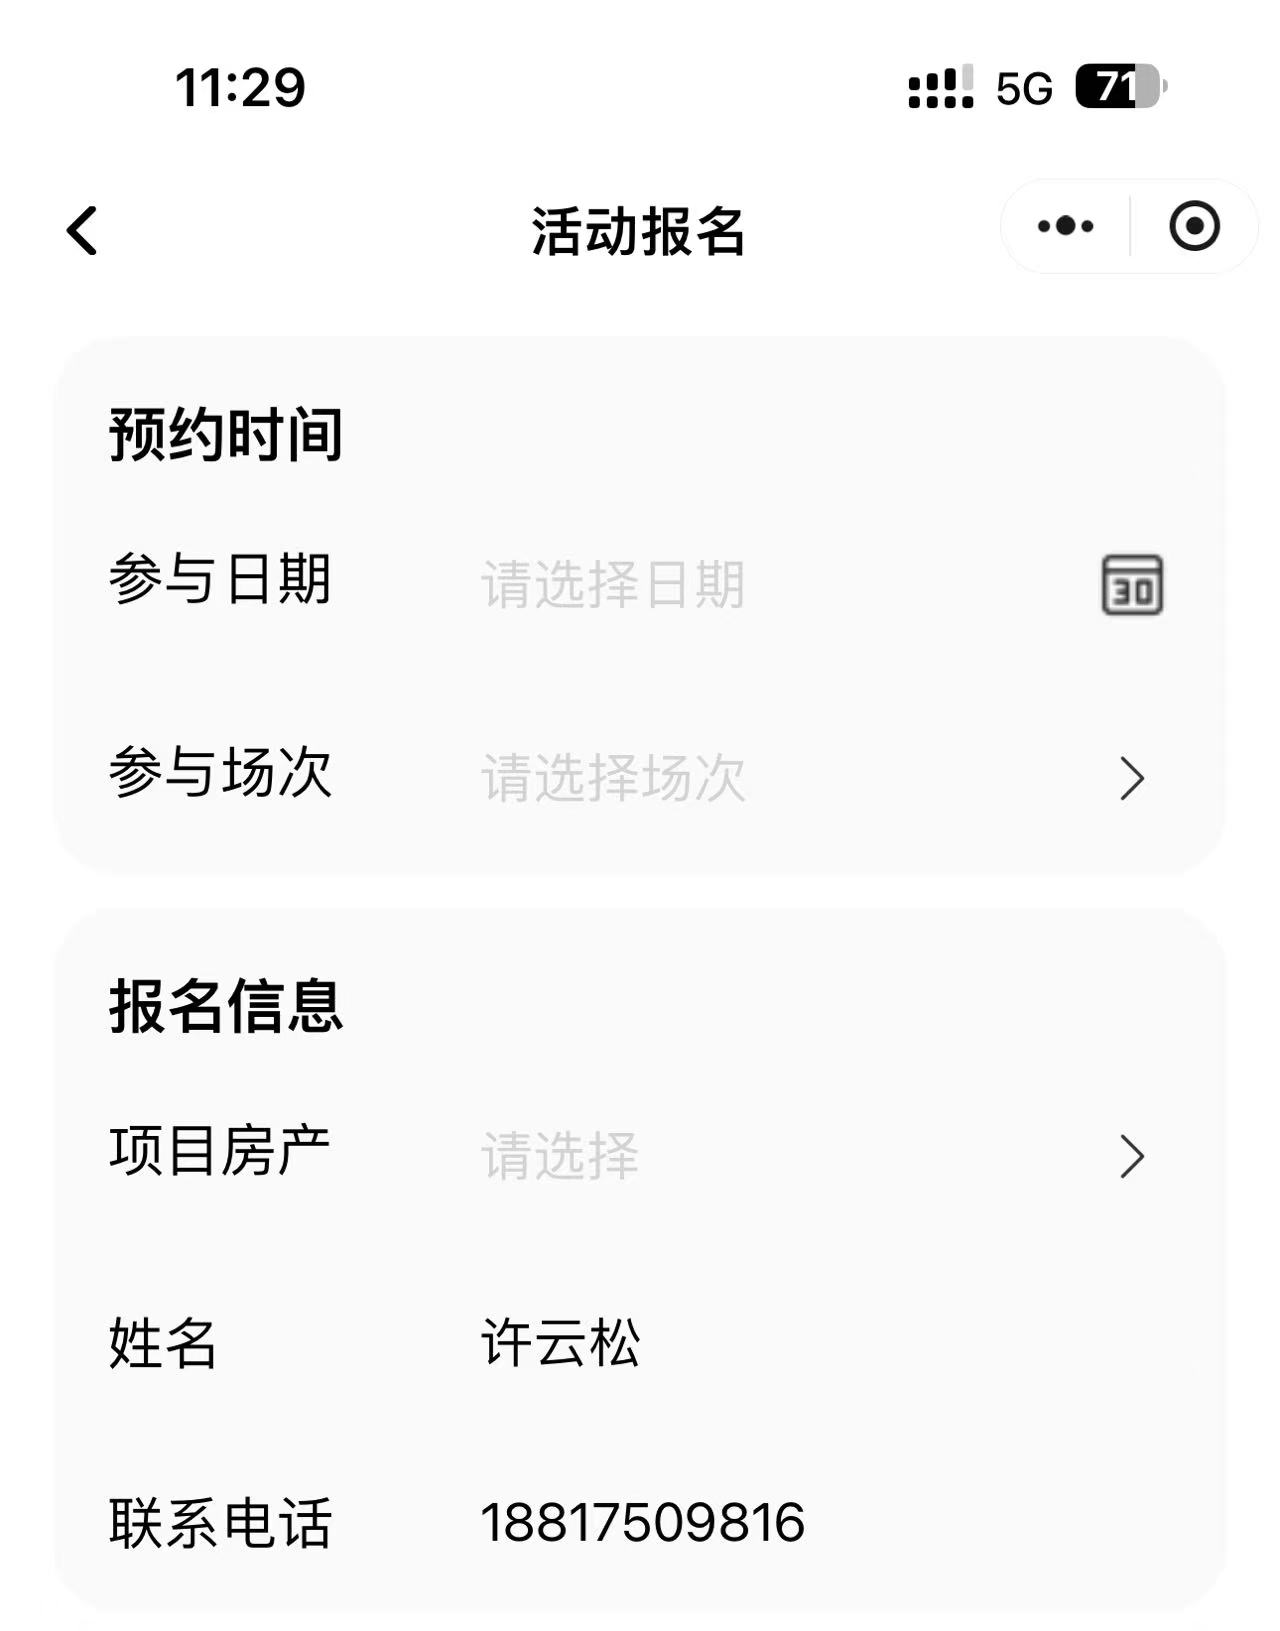 11:29 5G 71
活动报名
预约时间
参与日期 请选择日期 30
参与场次 请选择场次
报名信息
项目房产 请选择
姓名 许云松
联系电话 18817509816